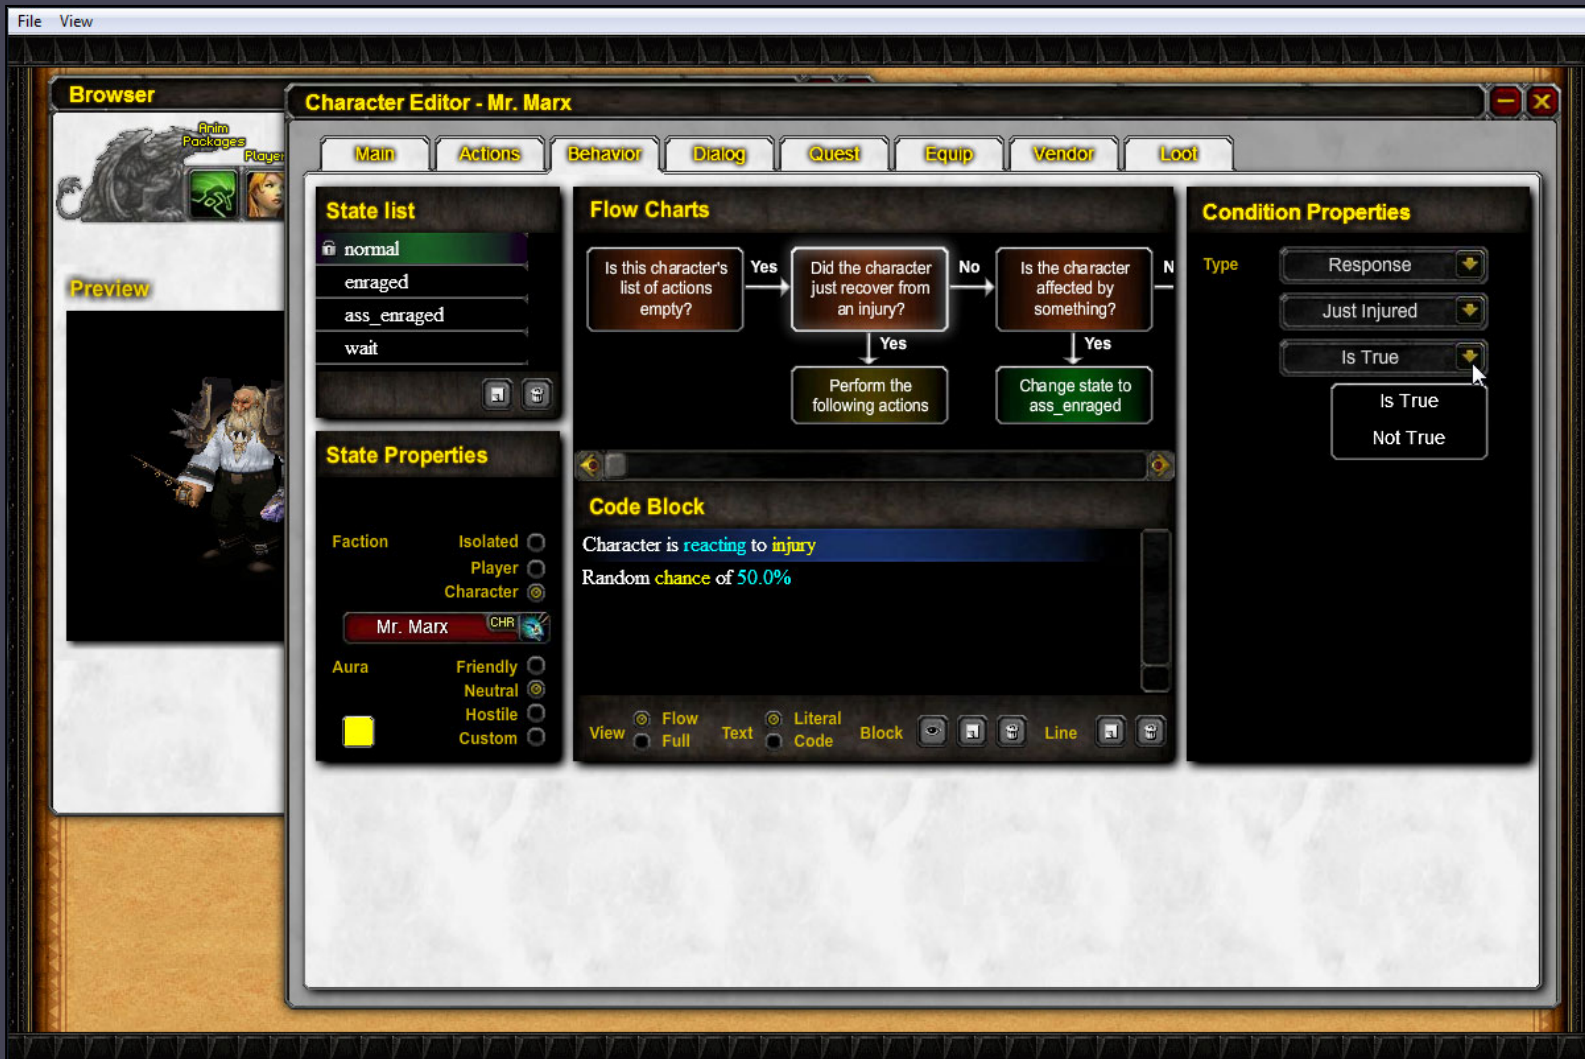 File View
Browser
Anim
Packages
Player
Preview
Character Editor - Mr. Marx
Main Actions Behavior Dialog Quest Equip Vendor Loot
State list
normal
enraged
ass_enraged
wait
State Properties
Faction
Isolated
Player
Character
Mr. Marx CHR
Aura
Friendly
Neutral
Hostile
Custom
Flow Charts
Is this character's
list of actions
empty?
Yes
Did the character
just recover from
an injury?
No
Is the character
affected by
something?
N
Yes
Yes
Perform the
following actions
Change state to
ass_enraged
Code Block
Character is reacting to injury
Random chance of 50.0%
View
Flow
Full
Text
Literal
Code
Block
Line
Condition Properties
Type
Response
Just Injured
Is True
Is True
Not True